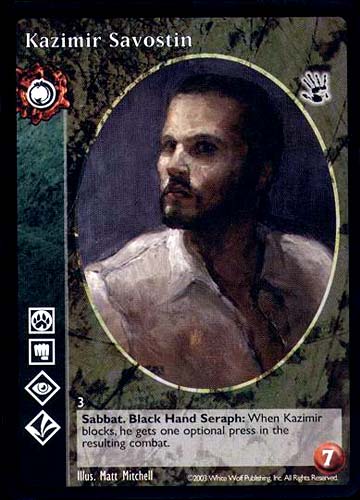 Kazimir Savostin
3
Sabbat. Black Hand Seraph: When Kazimir
blocks, he gets one optional press in the
resulting combat.
7
Illus. Matt Mitchell
©2003 White Wolf Publishing, Inc. All Rights Reserved.